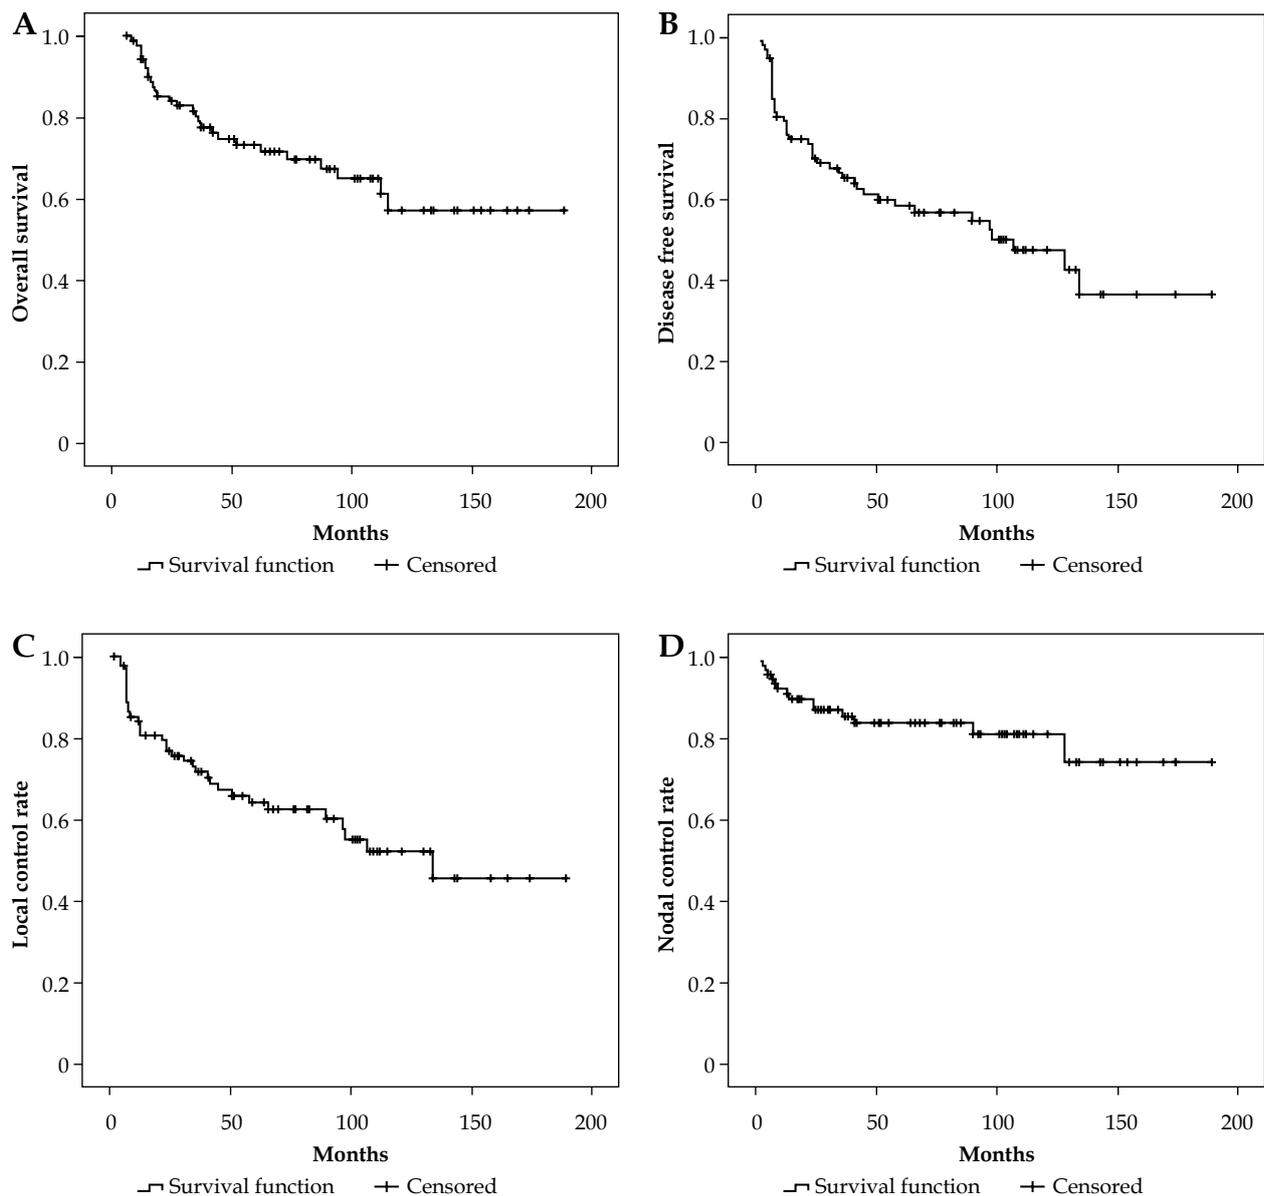 A
Overall survival
1.0
0.8
0.6
0.4
0.2
0
0 50 100 150 200
Months
Survival function Censored
B
Disease free survival
1.0
0.8
0.6
0.4
0.2
0
0 50 100 150 200
Months
Survival function Censored
C
Local control rate
1.0
0.8
0.6
0.4
0.2
0
0 50 100 150 200
Months
Survival function Censored
D
Nodal control rate
1.0
0.8
0.6
0.4
0.2
0
0 50 100 150 200
Months
Survival function Censored